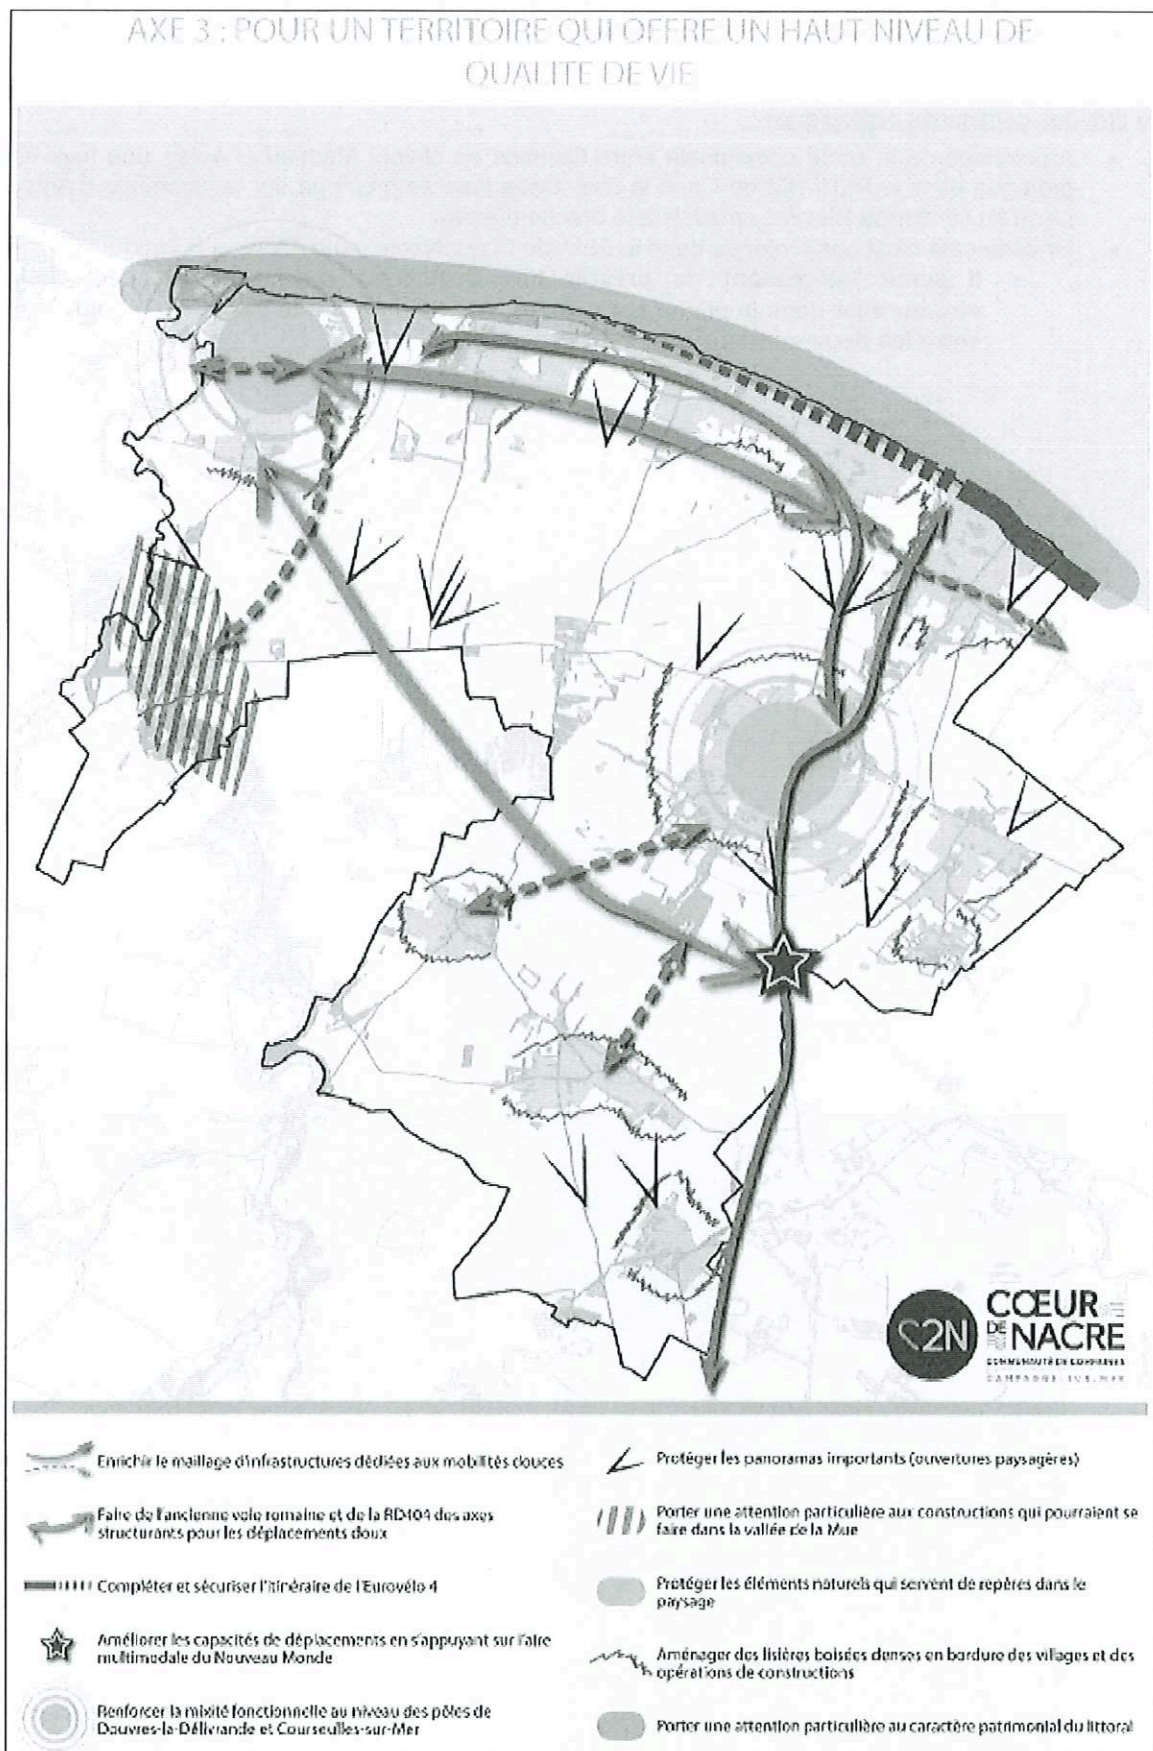 AXE 3 : POUR UN TERRITOIRE QUI OFFRE UN HAUT NIVEAU DE
QUALITE DE VIE
C2N
CŒUR
DE NACRE
COMMUNAUTÉ DE COMMUNES
CAMPAGNE-SUR-MER
Enrichir le maillage d'infrastructures dédiées aux mobilités douces
Faire de l'ancienne voie romaine et de la RD404 des axes
structurants pour les déplacements doux
Compléter et sécuriser l'itinéraire de l'Eurovélo 4
Améliorer les capacités de déplacements en s'appuyant sur l'aire
multimodale du Nouveau Monde
Renforcer la mixité fonctionnelle au niveau des pôles de
Douvres-la-Délivrande et Courseulles-sur-Mer
Protéger les panoramas importants (ouvertures paysagères)
Porter une attention particulière aux constructions qui pourraient se
faire dans la vallée de la Mue
Protéger les éléments naturels qui servent de repères dans le
paysage
Aménager des lisières boisées denses en bordure des villages et des
opérations de constructions
Porter une attention particulière au caractère patrimonial du littoral